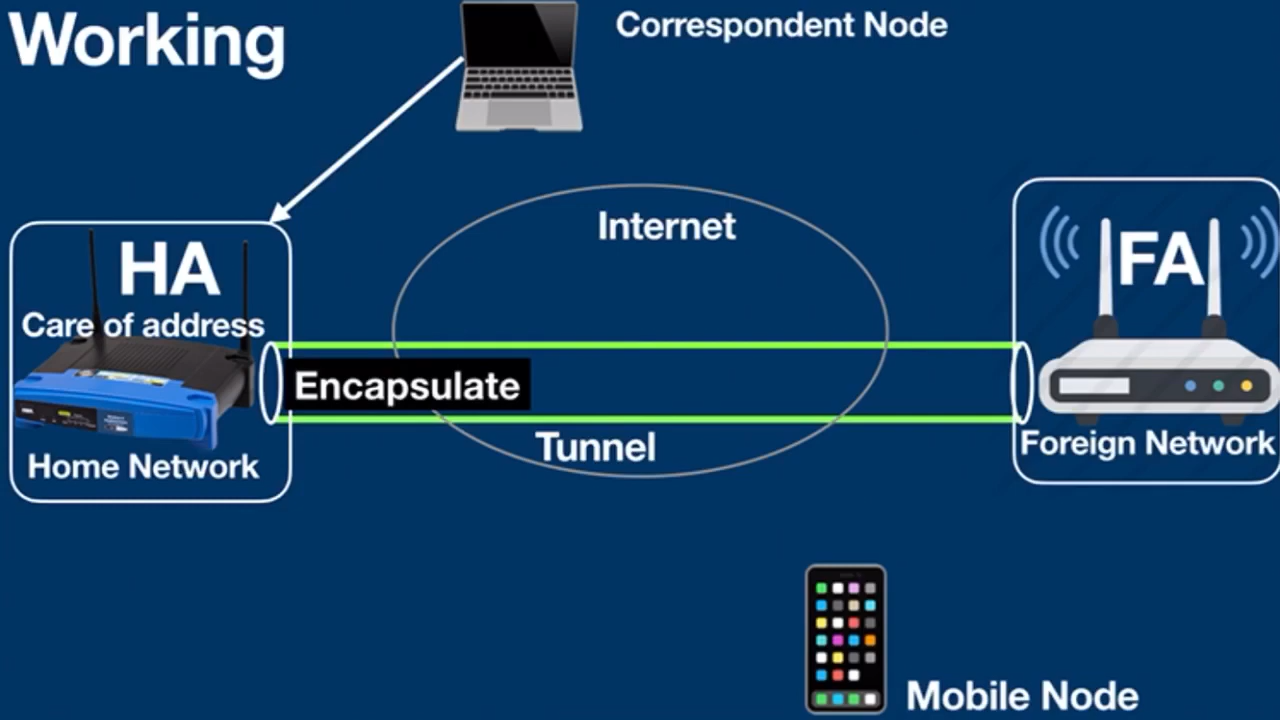 Working
Correspondent Node
Internet
HA
FA
Care of address
Encapsulate
Tunnel
Home Network
Foreign Network
Mobile Node